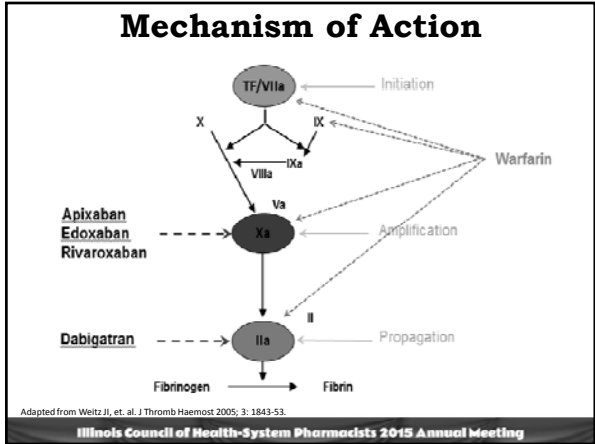 Mechanism of Action
TF/VIIa
Initiation
X
IX
VIIIa
IXa
Warfarin
Va
Apixaban
Edoxaban
Rivaroxaban
Xa
Amplification
II
Dabigatran
IIa
Propagation
Fibrinogen
Fibrin
Adapted from Weitz JI, et. al. J Thromb Haemost 2005; 3: 1843-53.
Illinois Council of Health-System Pharmacists 2015 Annual Meeting